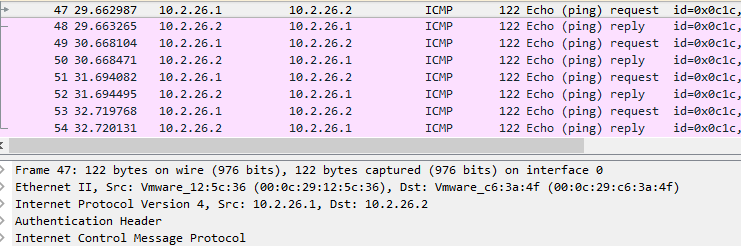 47 29.662987 10.2.26.1 10.2.26.2 ICMP 122 Echo (ping) request id=0x0c1c,
48 29.663265 10.2.26.2 10.2.26.1 ICMP 122 Echo (ping) reply id=0x0c1c,
49 30.668104 10.2.26.1 10.2.26.2 ICMP 122 Echo (ping) request id=0x0c1c,
50 30.668471 10.2.26.2 10.2.26.1 ICMP 122 Echo (ping) reply id=0x0c1c,
51 31.694082 10.2.26.1 10.2.26.2 ICMP 122 Echo (ping) request id=0x0c1c,
52 31.694495 10.2.26.2 10.2.26.1 ICMP 122 Echo (ping) reply id=0x0c1c,
53 32.719768 10.2.26.1 10.2.26.2 ICMP 122 Echo (ping) request id=0x0c1c,
54 32.720131 10.2.26.2 10.2.26.1 ICMP 122 Echo (ping) reply id=0x0c1c,
Frame 47: 122 bytes on wire (976 bits), 122 bytes captured (976 bits) on interface 0
Ethernet II, Src: Vmware_12:5c:36 (00:0c:29:12:5c:36), Dst: Vmware_c6:3a:4f (00:0c:29:c6:3a:4f)
Internet Protocol Version 4, Src: 10.2.26.1, Dst: 10.2.26.2
Authentication Header
Internet Control Message Protocol